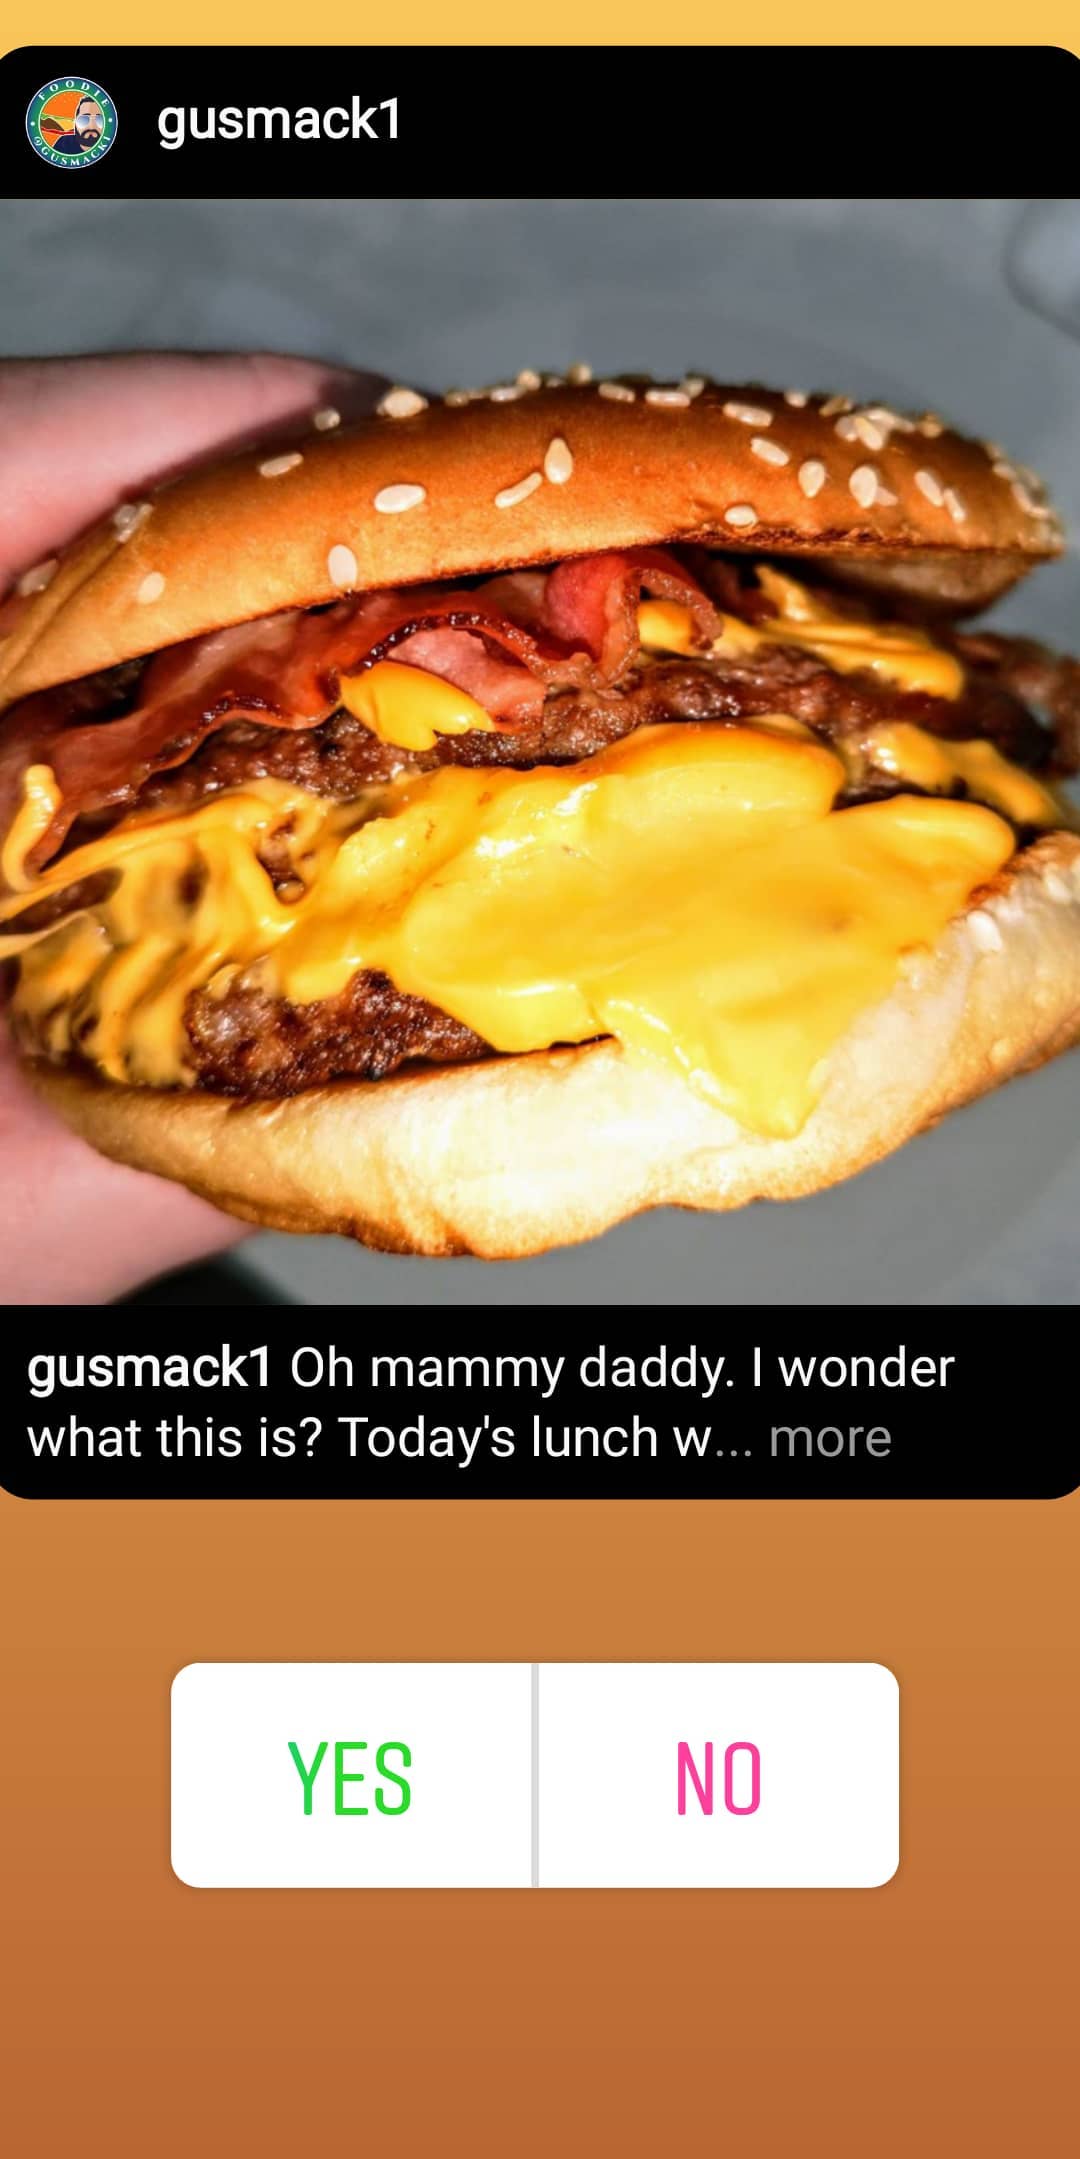 FOODIE
@GUSMACK1
gusmack1
gusmack1 Oh mammy daddy. I wonder
what this is? Today's lunch w... more
YES
NO